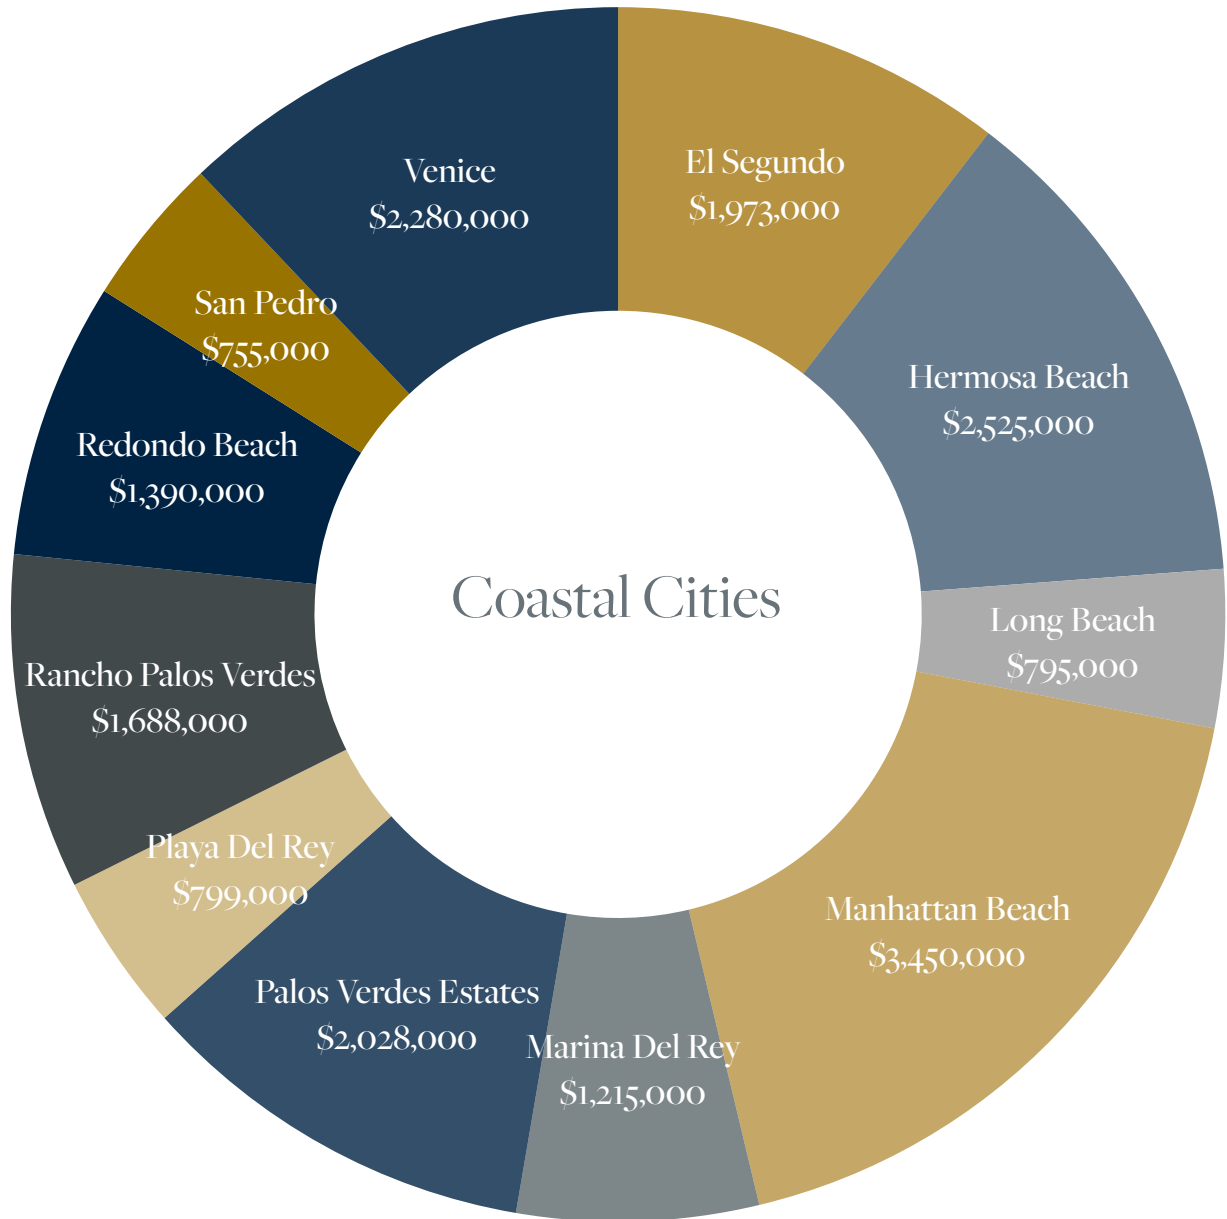 Venice
$2,280,000
El Segundo
$1,973,000
San Pedro
$755,000
Hermosa Beach
$2,525,000
Redondo Beach
$1,390,000
Coastal Cities
Long Beach
$795,000
Rancho Palos Verdes
$1,688,000
Playa Del Rey
$799,000
Manhattan Beach
$3,450,000
Palos Verdes Estates
$2,028,000
Marina Del Rey
$1,215,000